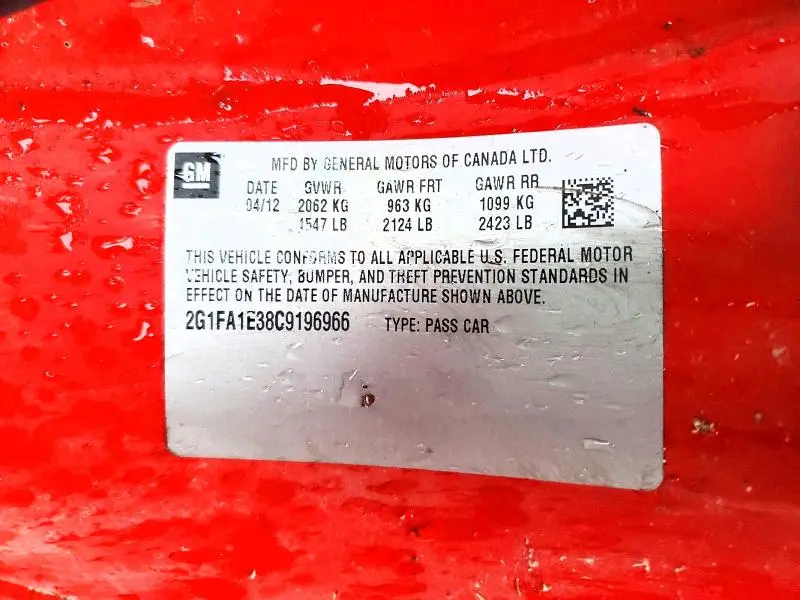 GM
MFD BY GENERAL MOTORS OF CANADA LTD.
DATE GVWR GAWR FRT GAWR RR
04/12 2062 KG 963 KG 1099 KG
4547 LB 2124 LB 2423 LB
THIS VEHICLE CONFORMS TO ALL APPLICABLE U.S. FEDERAL MOTOR
VEHICLE SAFETY, BUMPER, AND THEFT PREVENTION STANDARDS IN
EFFECT ON THE DATE OF MANUFACTURE SHOWN ABOVE.
2G1FA1E38C9196966 TYPE: PASS CAR